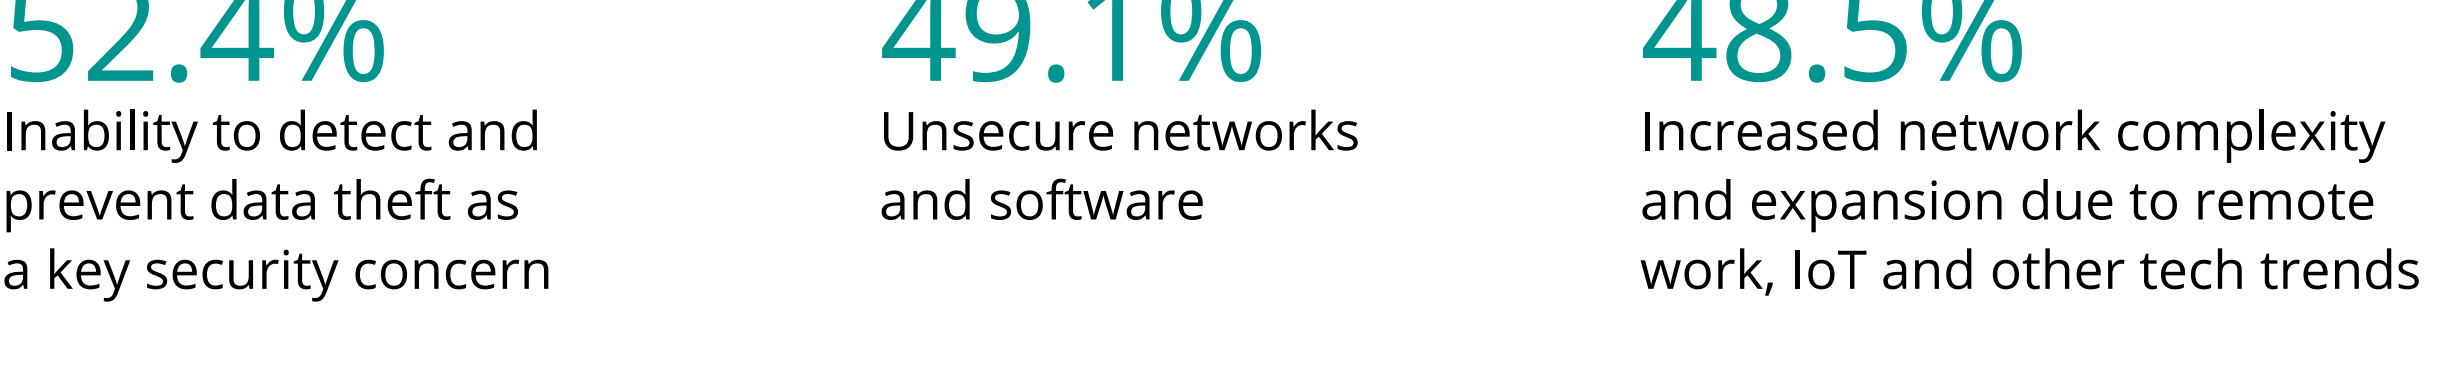 52.4%
Inability to detect and
prevent data theft as
a key security concern
49.1%
Unsecure networks
and software
48.5%
Increased network complexity
and expansion due to remote
work, IoT and other tech trends